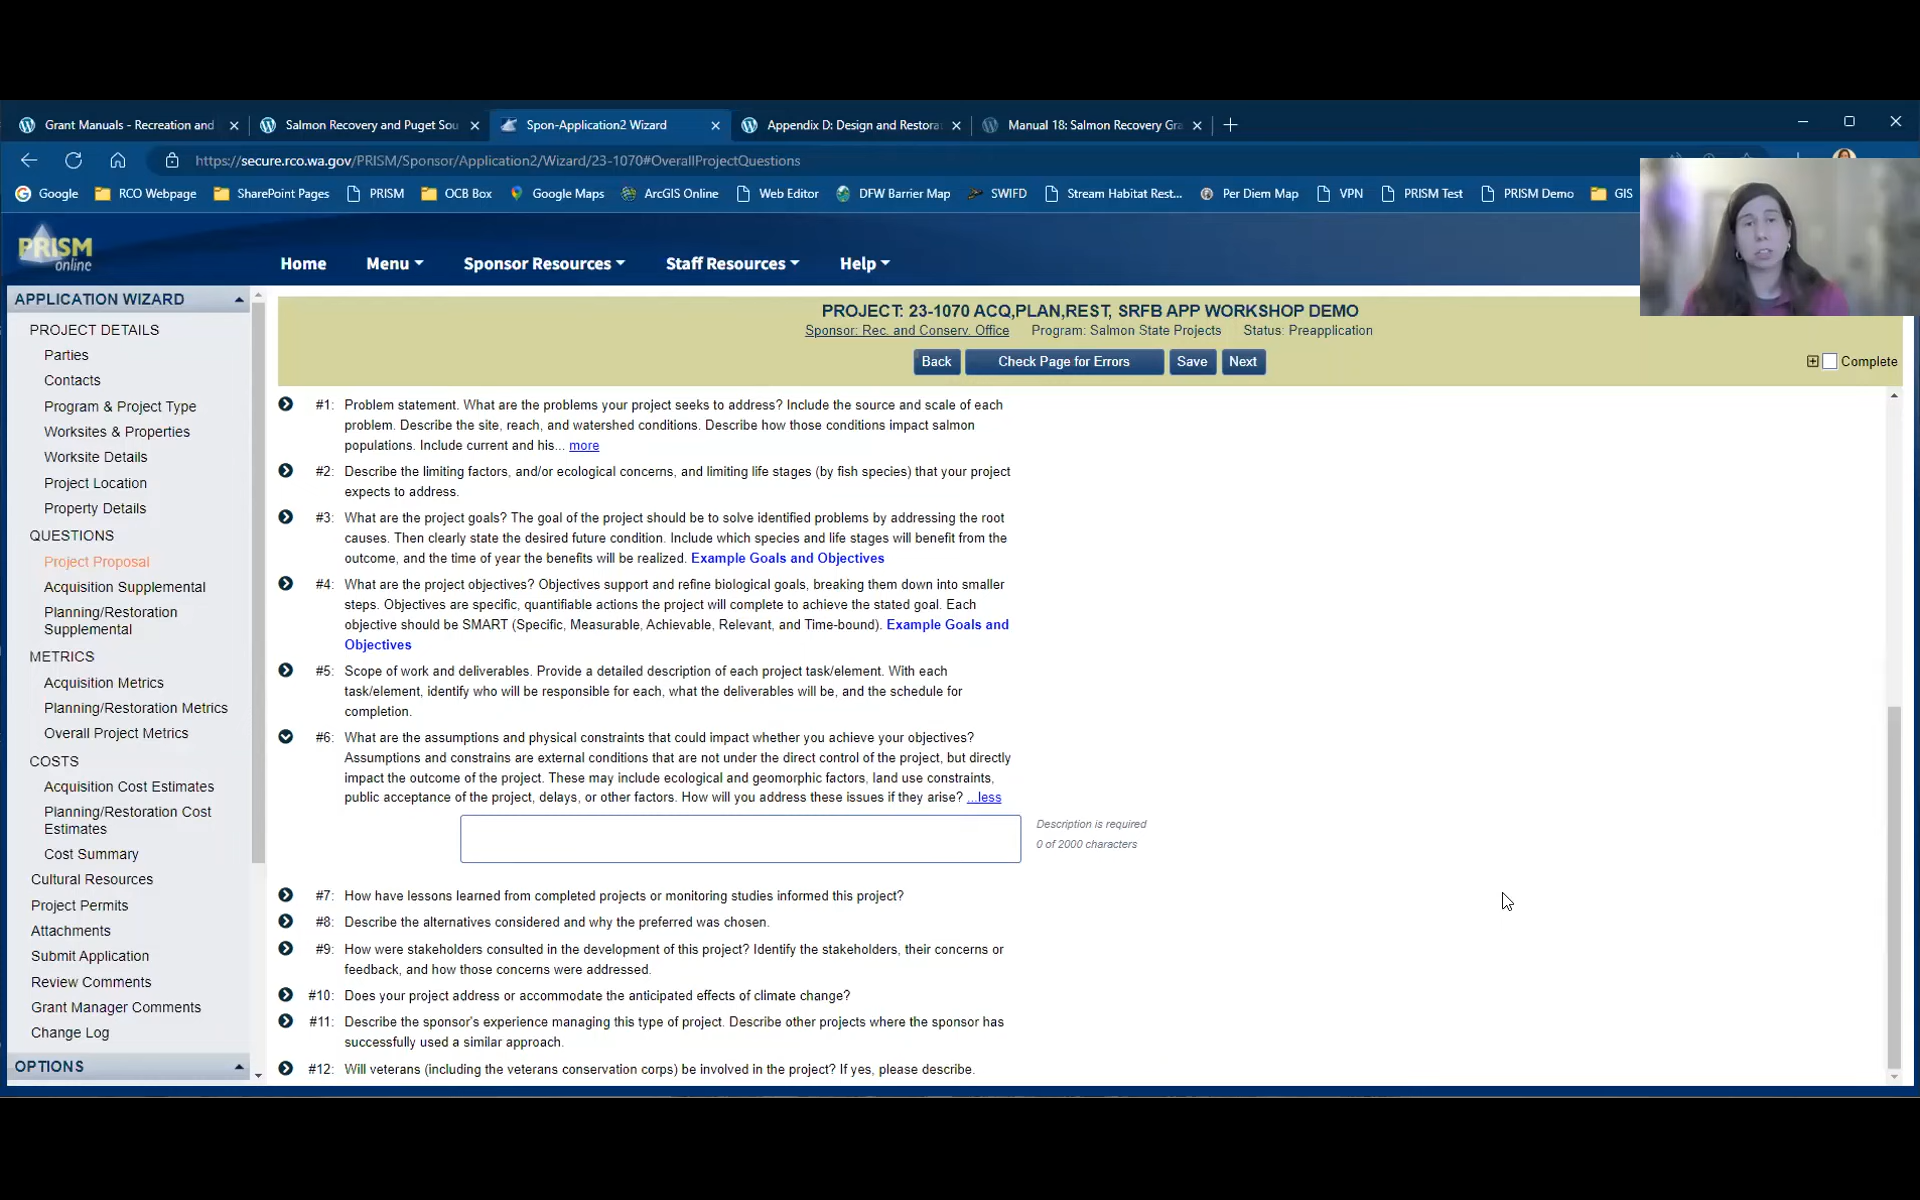 Grant Manuals - Recreation and
Salmon Recovery and Puget Sou
Spon-Application2 Wizard
Appendix D: Design and Restora
Manual 18: Salmon Recovery Gra
https://secure.rco.wa.gov/PRISM/Sponsor/Application2/Wizard/23-1070#OverallProjectQuestions
Google
RCO Webpage
SharePoint Pages
PRISM
OCB Box
Google Maps
ArcGIS Online
Web Editor
DFW Barrier Map
SWIFD
Stream Habitat Rest...
Per Diem Map
VPN
PRISM Test
PRISM Demo
GIS
PRISM
online
Home
Menu
Sponsor Resources
Staff Resources
Help
APPLICATION WIZARD
PROJECT DETAILS
Parties
Contacts
Program & Project Type
Worksites & Properties
Worksite Details
Project Location
Property Details
QUESTIONS
Project Proposal
Acquisition Supplemental
Planning/Restoration
Supplemental
METRICS
Acquisition Metrics
Planning/Restoration Metrics
Overall Project Metrics
COSTS
Acquisition Cost Estimates
Planning/Restoration Cost
Estimates
Cost Summary
Cultural Resources
Project Permits
Attachments
Submit Application
Review Comments
Grant Manager Comments
Change Log
OPTIONS
PROJECT: 23-1070 ACQ,PLAN,REST, SRFB APP WORKSHOP DEMO
Sponsor: Rec. and Conserv. Office Program: Salmon State Projects Status: Preapplication
Back
Check Page for Errors
Save
Next
Complete
#1: Problem statement. What are the problems your project seeks to address? Include the source and scale of each
problem. Describe the site, reach, and watershed conditions. Describe how those conditions impact salmon
populations. Include current and his... more
#2: Describe the limiting factors, and/or ecological concerns, and limiting life stages (by fish species) that your project
expects to address.
#3: What are the project goals? The goal of the project should be to solve identified problems by addressing the root
causes. Then clearly state the desired future condition. Include which species and life stages will benefit from the
outcome, and the time of year the benefits will be realized. Example Goals and Objectives
#4: What are the project objectives? Objectives support and refine biological goals, breaking them down into smaller
steps. Objectives are specific, quantifiable actions the project will complete to achieve the stated goal. Each
objective should be SMART (Specific, Measurable, Achievable, Relevant, and Time-bound). Example Goals and
Objectives
#5: Scope of work and deliverables. Provide a detailed description of each project task/element. With each
task/element, identify who will be responsible for each, what the deliverables will be, and the schedule for
completion.
#6: What are the assumptions and physical constraints that could impact whether you achieve your objectives?
Assumptions and constrains are external conditions that are not under the direct control of the project, but directly
impact the outcome of the project. These may include ecological and geomorphic factors, land use constraints,
public acceptance of the project, delays, or other factors. How will you address these issues if they arise? ...less
Description is required
0 of 2000 characters
#7: How have lessons learned from completed projects or monitoring studies informed this project?
#8: Describe the alternatives considered and why the preferred was chosen.
#9: How were stakeholders consulted in the development of this project? Identify the stakeholders, their concerns or
feedback, and how those concerns were addressed.
#10: Does your project address or accommodate the anticipated effects of climate change?
#11: Describe the sponsor's experience managing this type of project. Describe other projects where the sponsor has
successfully used a similar approach.
#12: Will veterans (including the veterans conservation corps) be involved in the project? If yes, please describe.